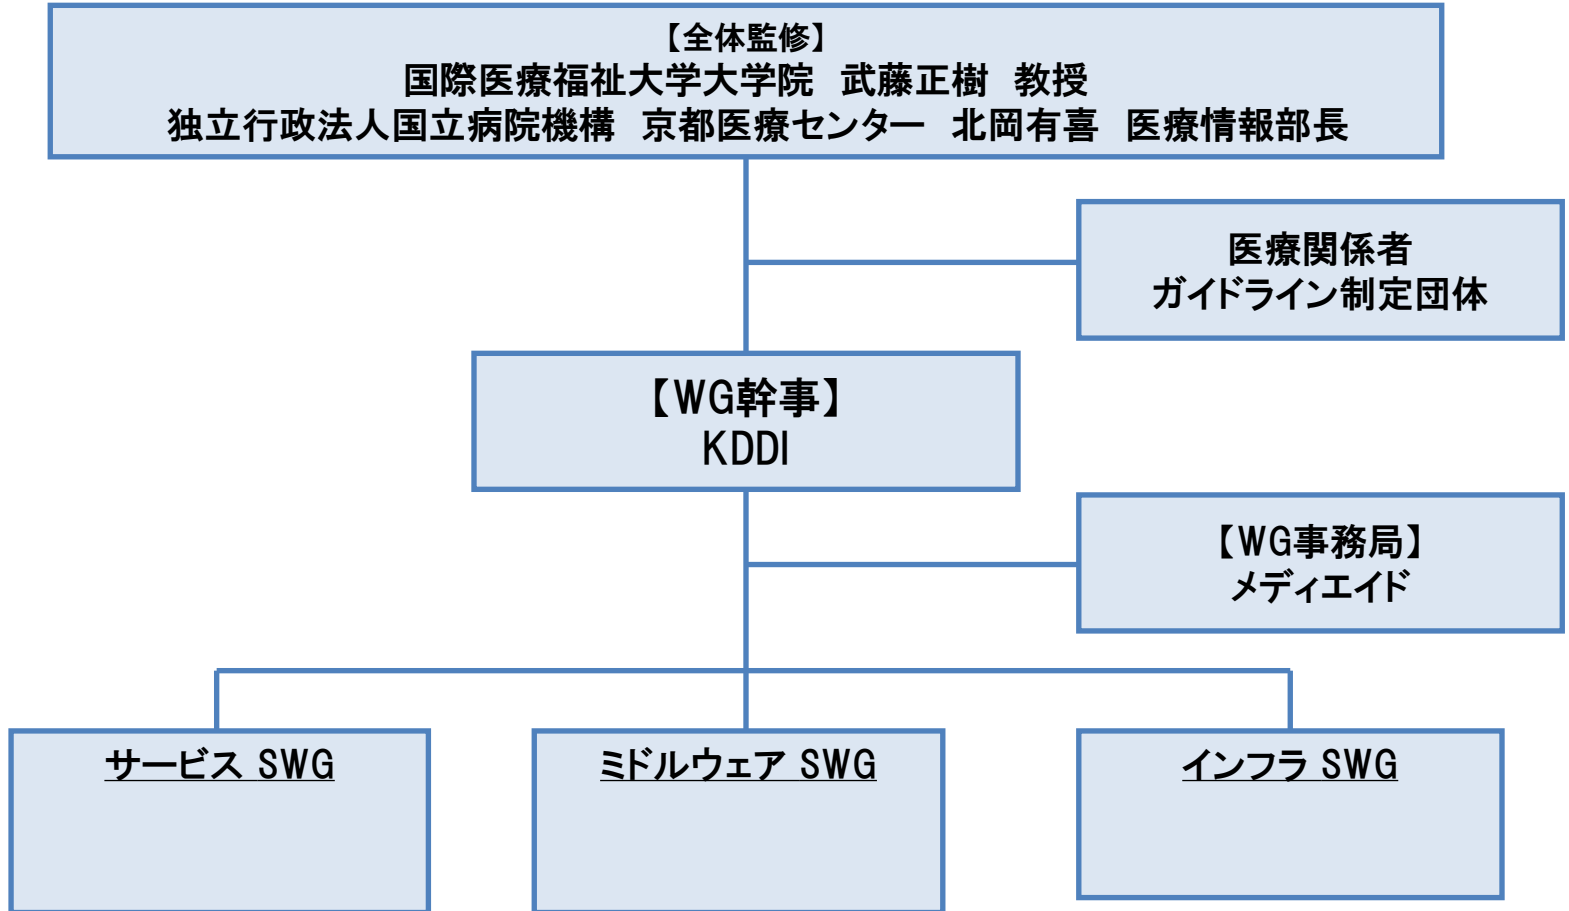 【全体監修】
国際医療福祉大学大学院　武藤正樹　教授
独立行政法人国立病院機構　京都医療センター　北岡有喜　医療情報部長
医療関係者
ガイドライン制定団体
【WG幹事】
KDDI
【WG事務局】
メディエイド
サービス SWG
ミドルウェア SWG
インフラ SWG